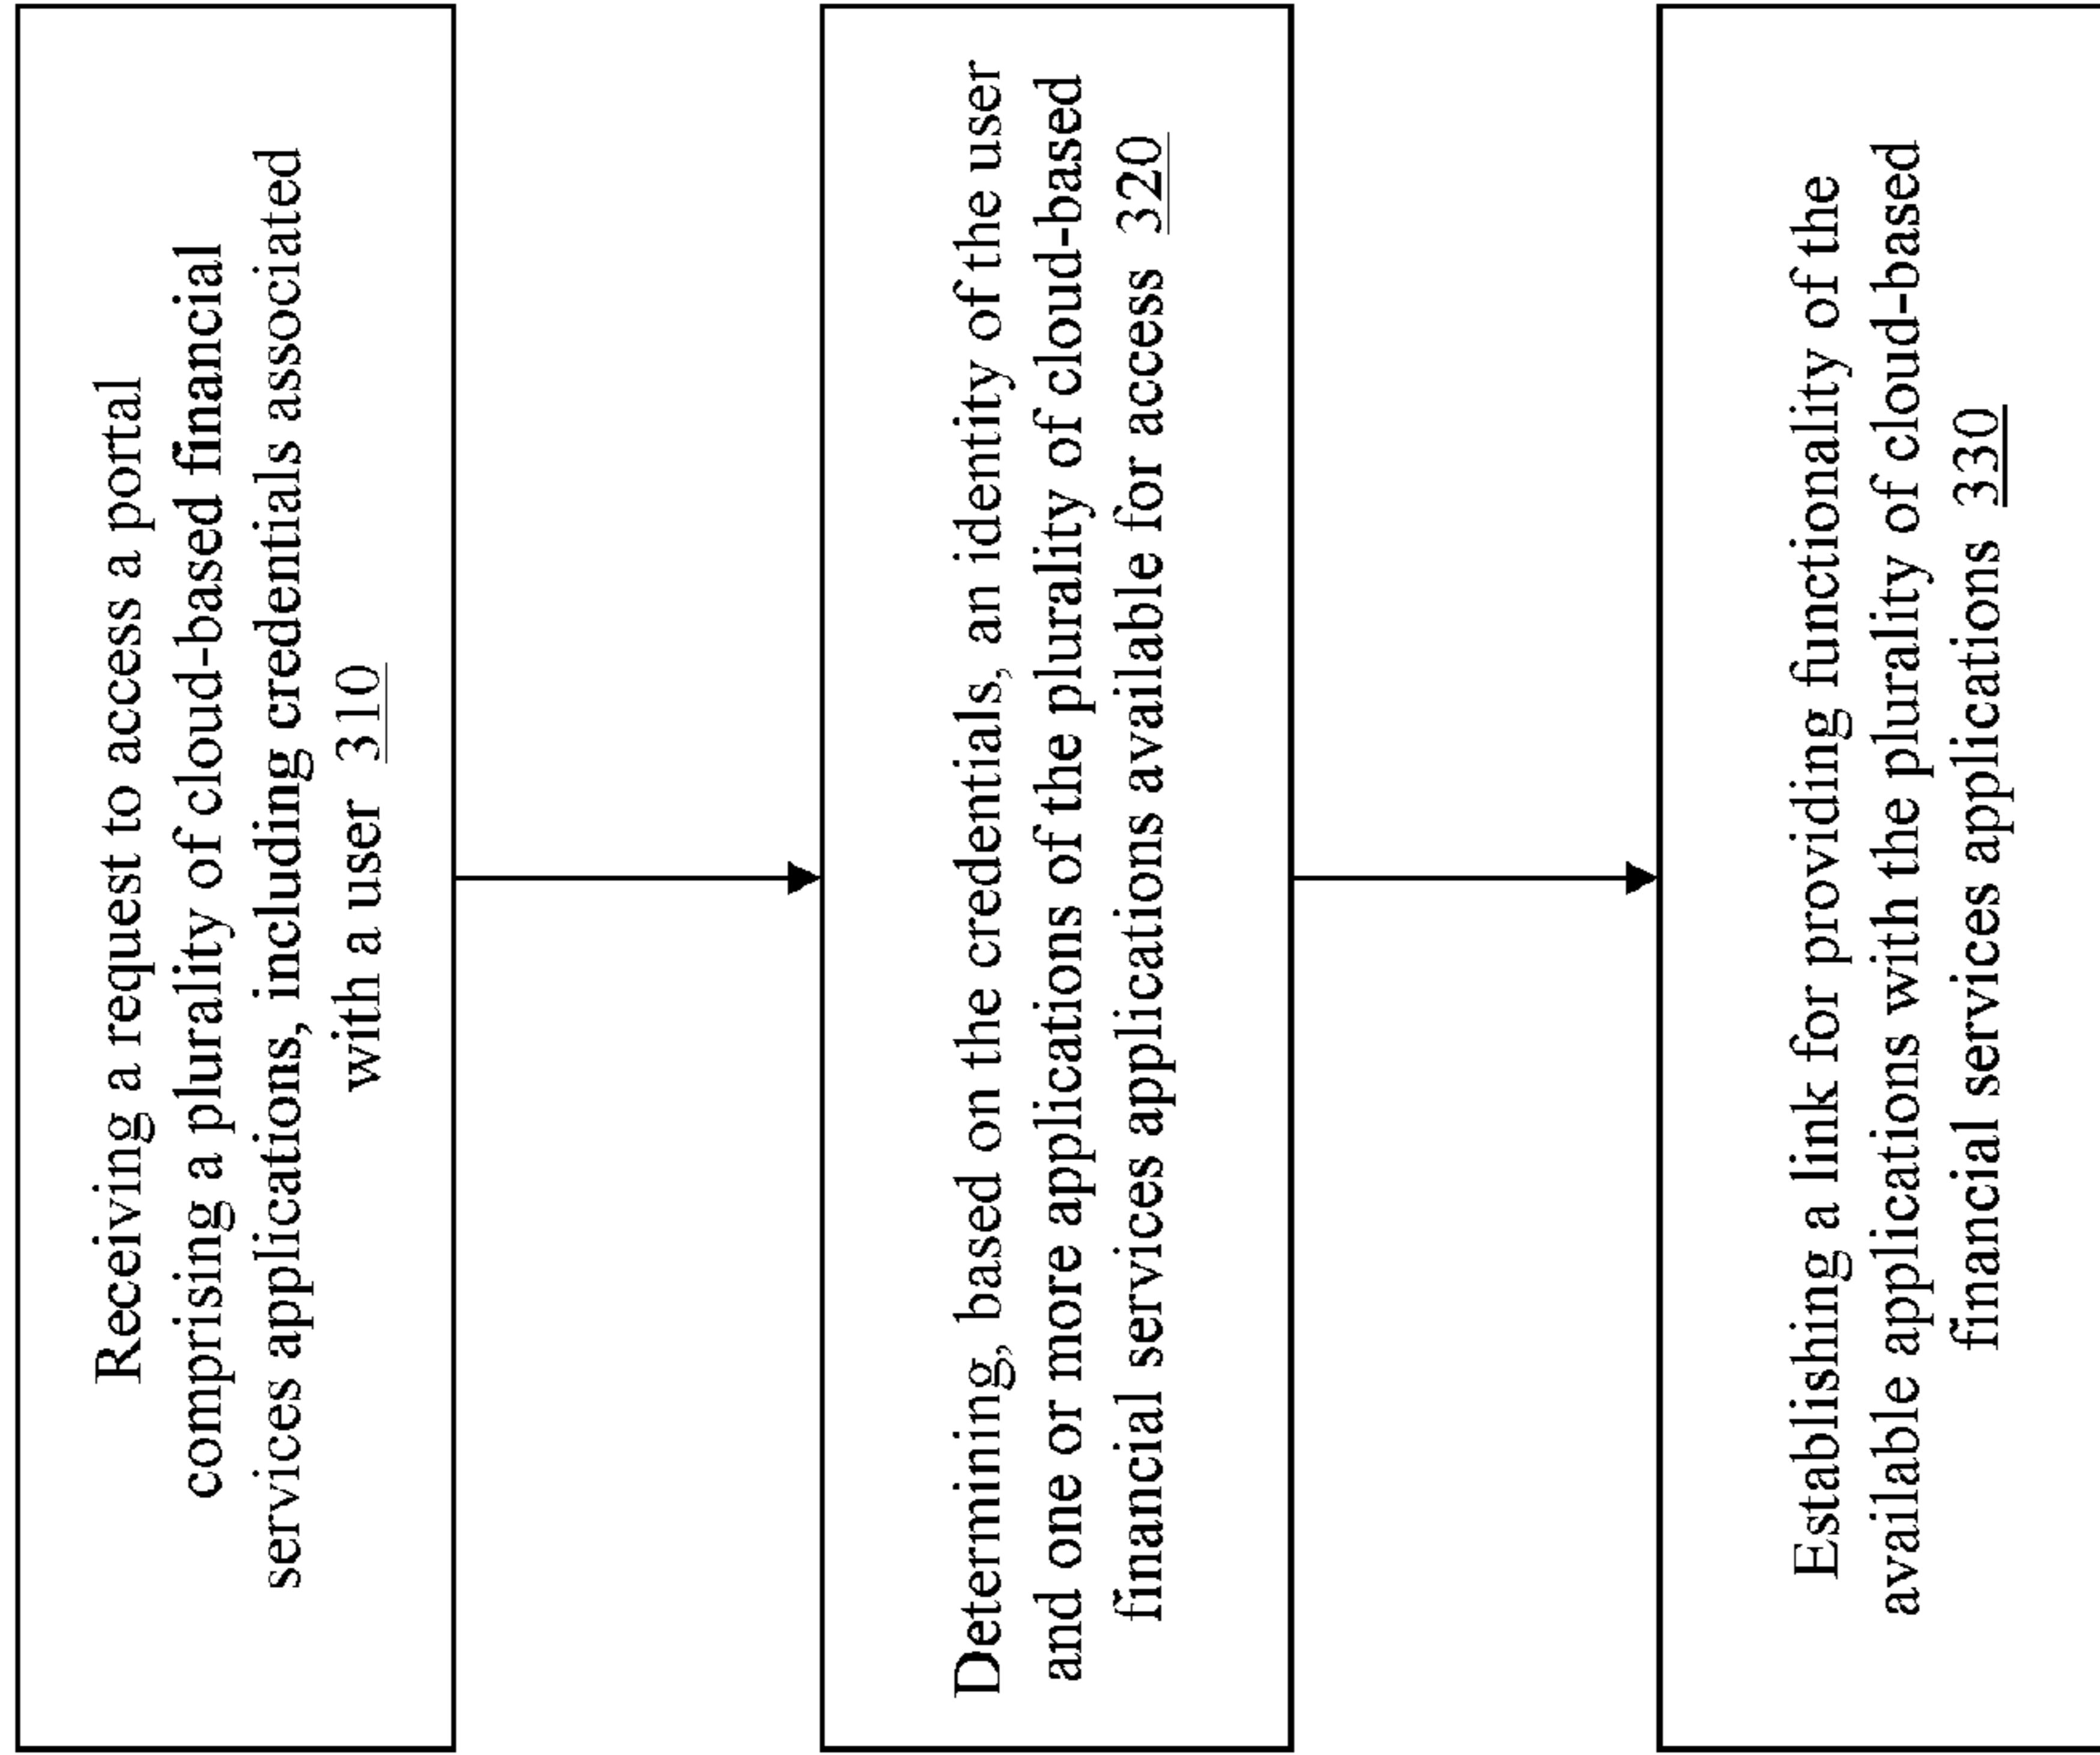 Receiving a request to access a portal
comprising a plurality of cloud-based financial
services applications, including credentials associated
with a user 310
Determining, based on the credentials, an identity of the user
and one or more applications of the plurality of cloud-based
financial services applications available for access 320
Establishing a link for providing functionality of the
available applications with the plurality of cloud-based
financial services applications 330